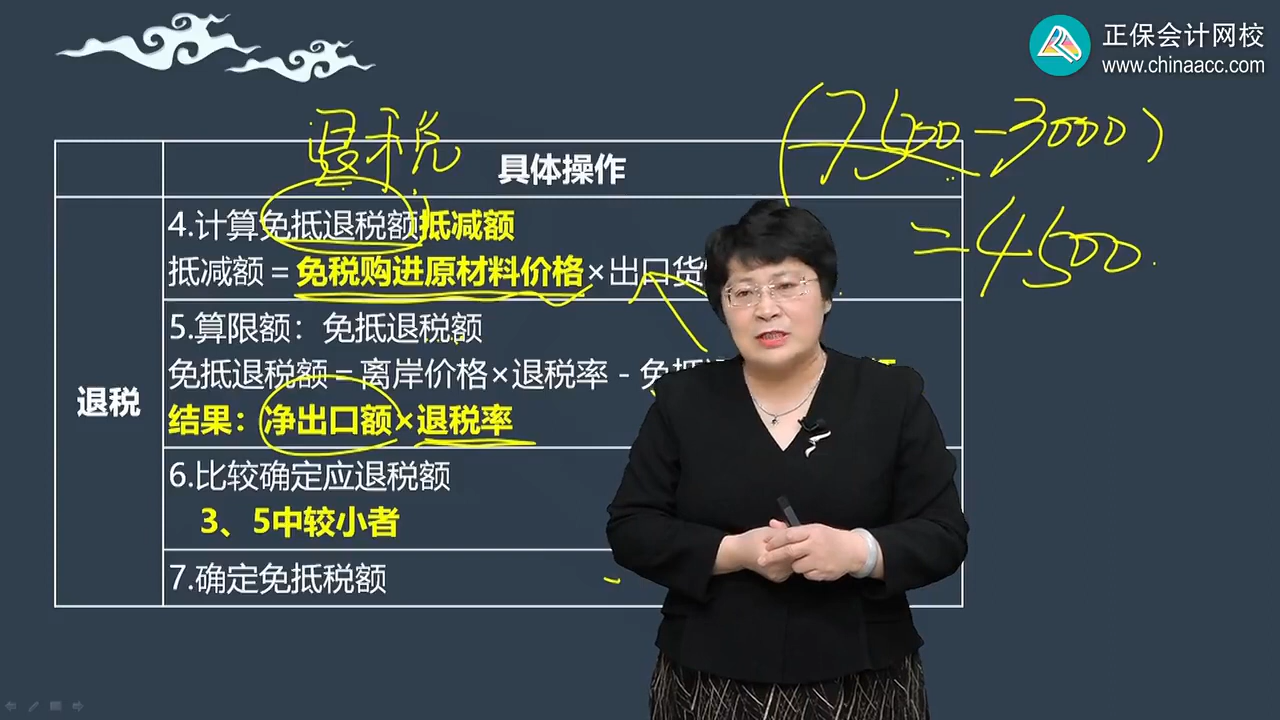 正保会计网校
www.chinaacc.com
退税
(7500-3000)
=4500
具体操作
退税
4.计算免抵退税额抵减额
抵减额=免税购进原材料价格×出口货
5.算限额：免抵退税额
免抵退税额=离岸价格×退税率-免抵
结果：净出口额×退税率
6.比较确定应退税额
3、5中较小者
7.确定免抵税额